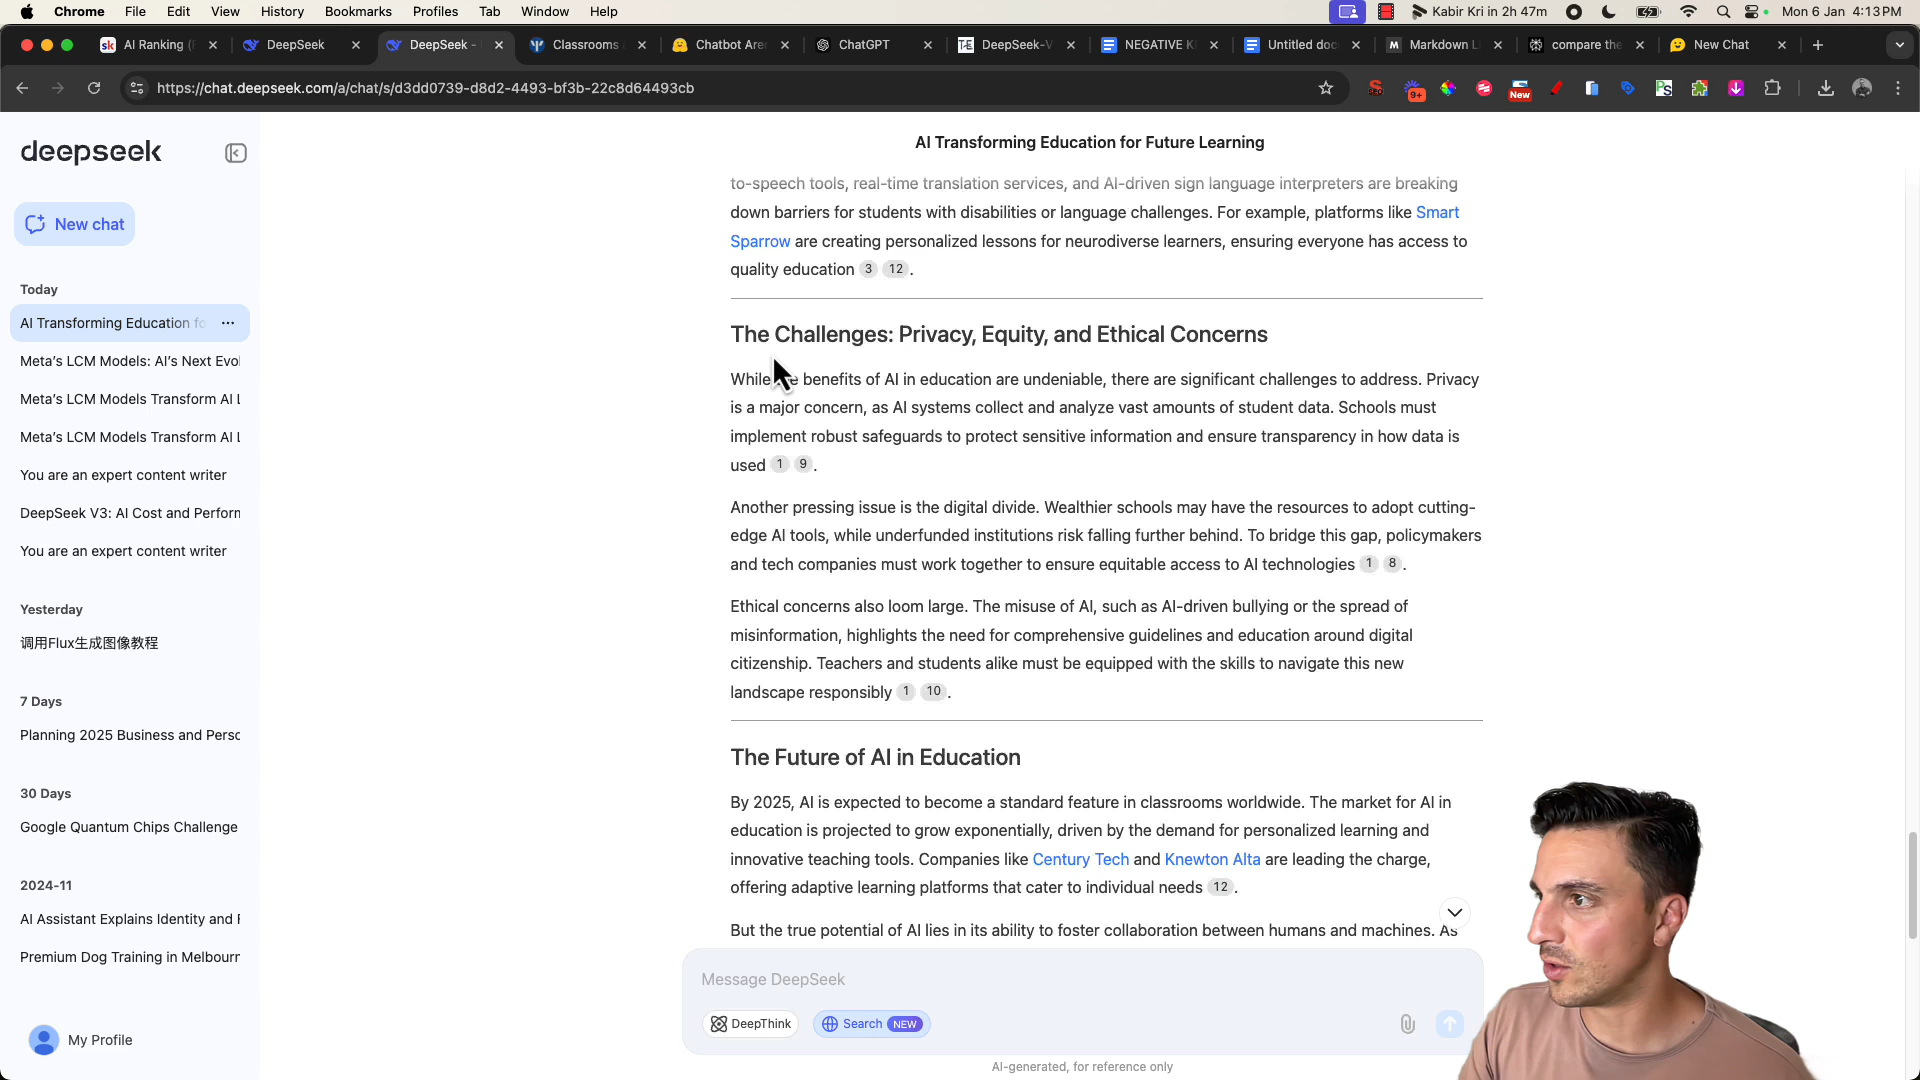 Chrome File Edit View History Bookmarks Profiles Tab Window Help
Kabir Kri in 2h 47m
Mon 6 Jan 4:13 PM
sk AI Ranking (
DeepSeek
DeepSeek -
Classrooms
Chatbot Are
ChatGPT
TE DeepSeek-V
NEGATIVE K
Untitled doc
M Markdown L
compare the
New Chat
https://chat.deepseek.com/a/chat/s/d3dd0739-d8d2-4493-bf3b-22c8d64493cb
SEO
9+
New
PS
deepseek
New chat
Today
AI Transforming Education fo
Meta's LCM Models: AI's Next Evol
Meta's LCM Models Transform AI L
Meta's LCM Models Transform AI L
You are an expert content writer
DeepSeek V3: AI Cost and Perform
You are an expert content writer
Yesterday
调用Flux生成图像教程
7 Days
Planning 2025 Business and Perso
30 Days
Google Quantum Chips Challenge
2024-11
AI Assistant Explains Identity and F
Premium Dog Training in Melbourn
My Profile
AI Transforming Education for Future Learning
to-speech tools, real-time translation services, and AI-driven sign language interpreters are breaking
down barriers for students with disabilities or language challenges. For example, platforms like Smart
Sparrow are creating personalized lessons for neurodiverse learners, ensuring everyone has access to
quality education 3 12 .
The Challenges: Privacy, Equity, and Ethical Concerns
While the benefits of AI in education are undeniable, there are significant challenges to address. Privacy
is a major concern, as AI systems collect and analyze vast amounts of student data. Schools must
implement robust safeguards to protect sensitive information and ensure transparency in how data is
used 1 9 .
Another pressing issue is the digital divide. Wealthier schools may have the resources to adopt cutting-
edge AI tools, while underfunded institutions risk falling further behind. To bridge this gap, policymakers
and tech companies must work together to ensure equitable access to AI technologies 1 8 .
Ethical concerns also loom large. The misuse of AI, such as AI-driven bullying or the spread of
misinformation, highlights the need for comprehensive guidelines and education around digital
citizenship. Teachers and students alike must be equipped with the skills to navigate this new
landscape responsibly 1 10 .
The Future of AI in Education
By 2025, AI is expected to become a standard feature in classrooms worldwide. The market for AI in
education is projected to grow exponentially, driven by the demand for personalized learning and
innovative teaching tools. Companies like Century Tech and Knewton Alta are leading the charge,
offering adaptive learning platforms that cater to individual needs 12 .
But the true potential of AI lies in its ability to foster collaboration between humans and machines. As
Message DeepSeek
DeepThink
Search NEW
AI-generated, for reference only